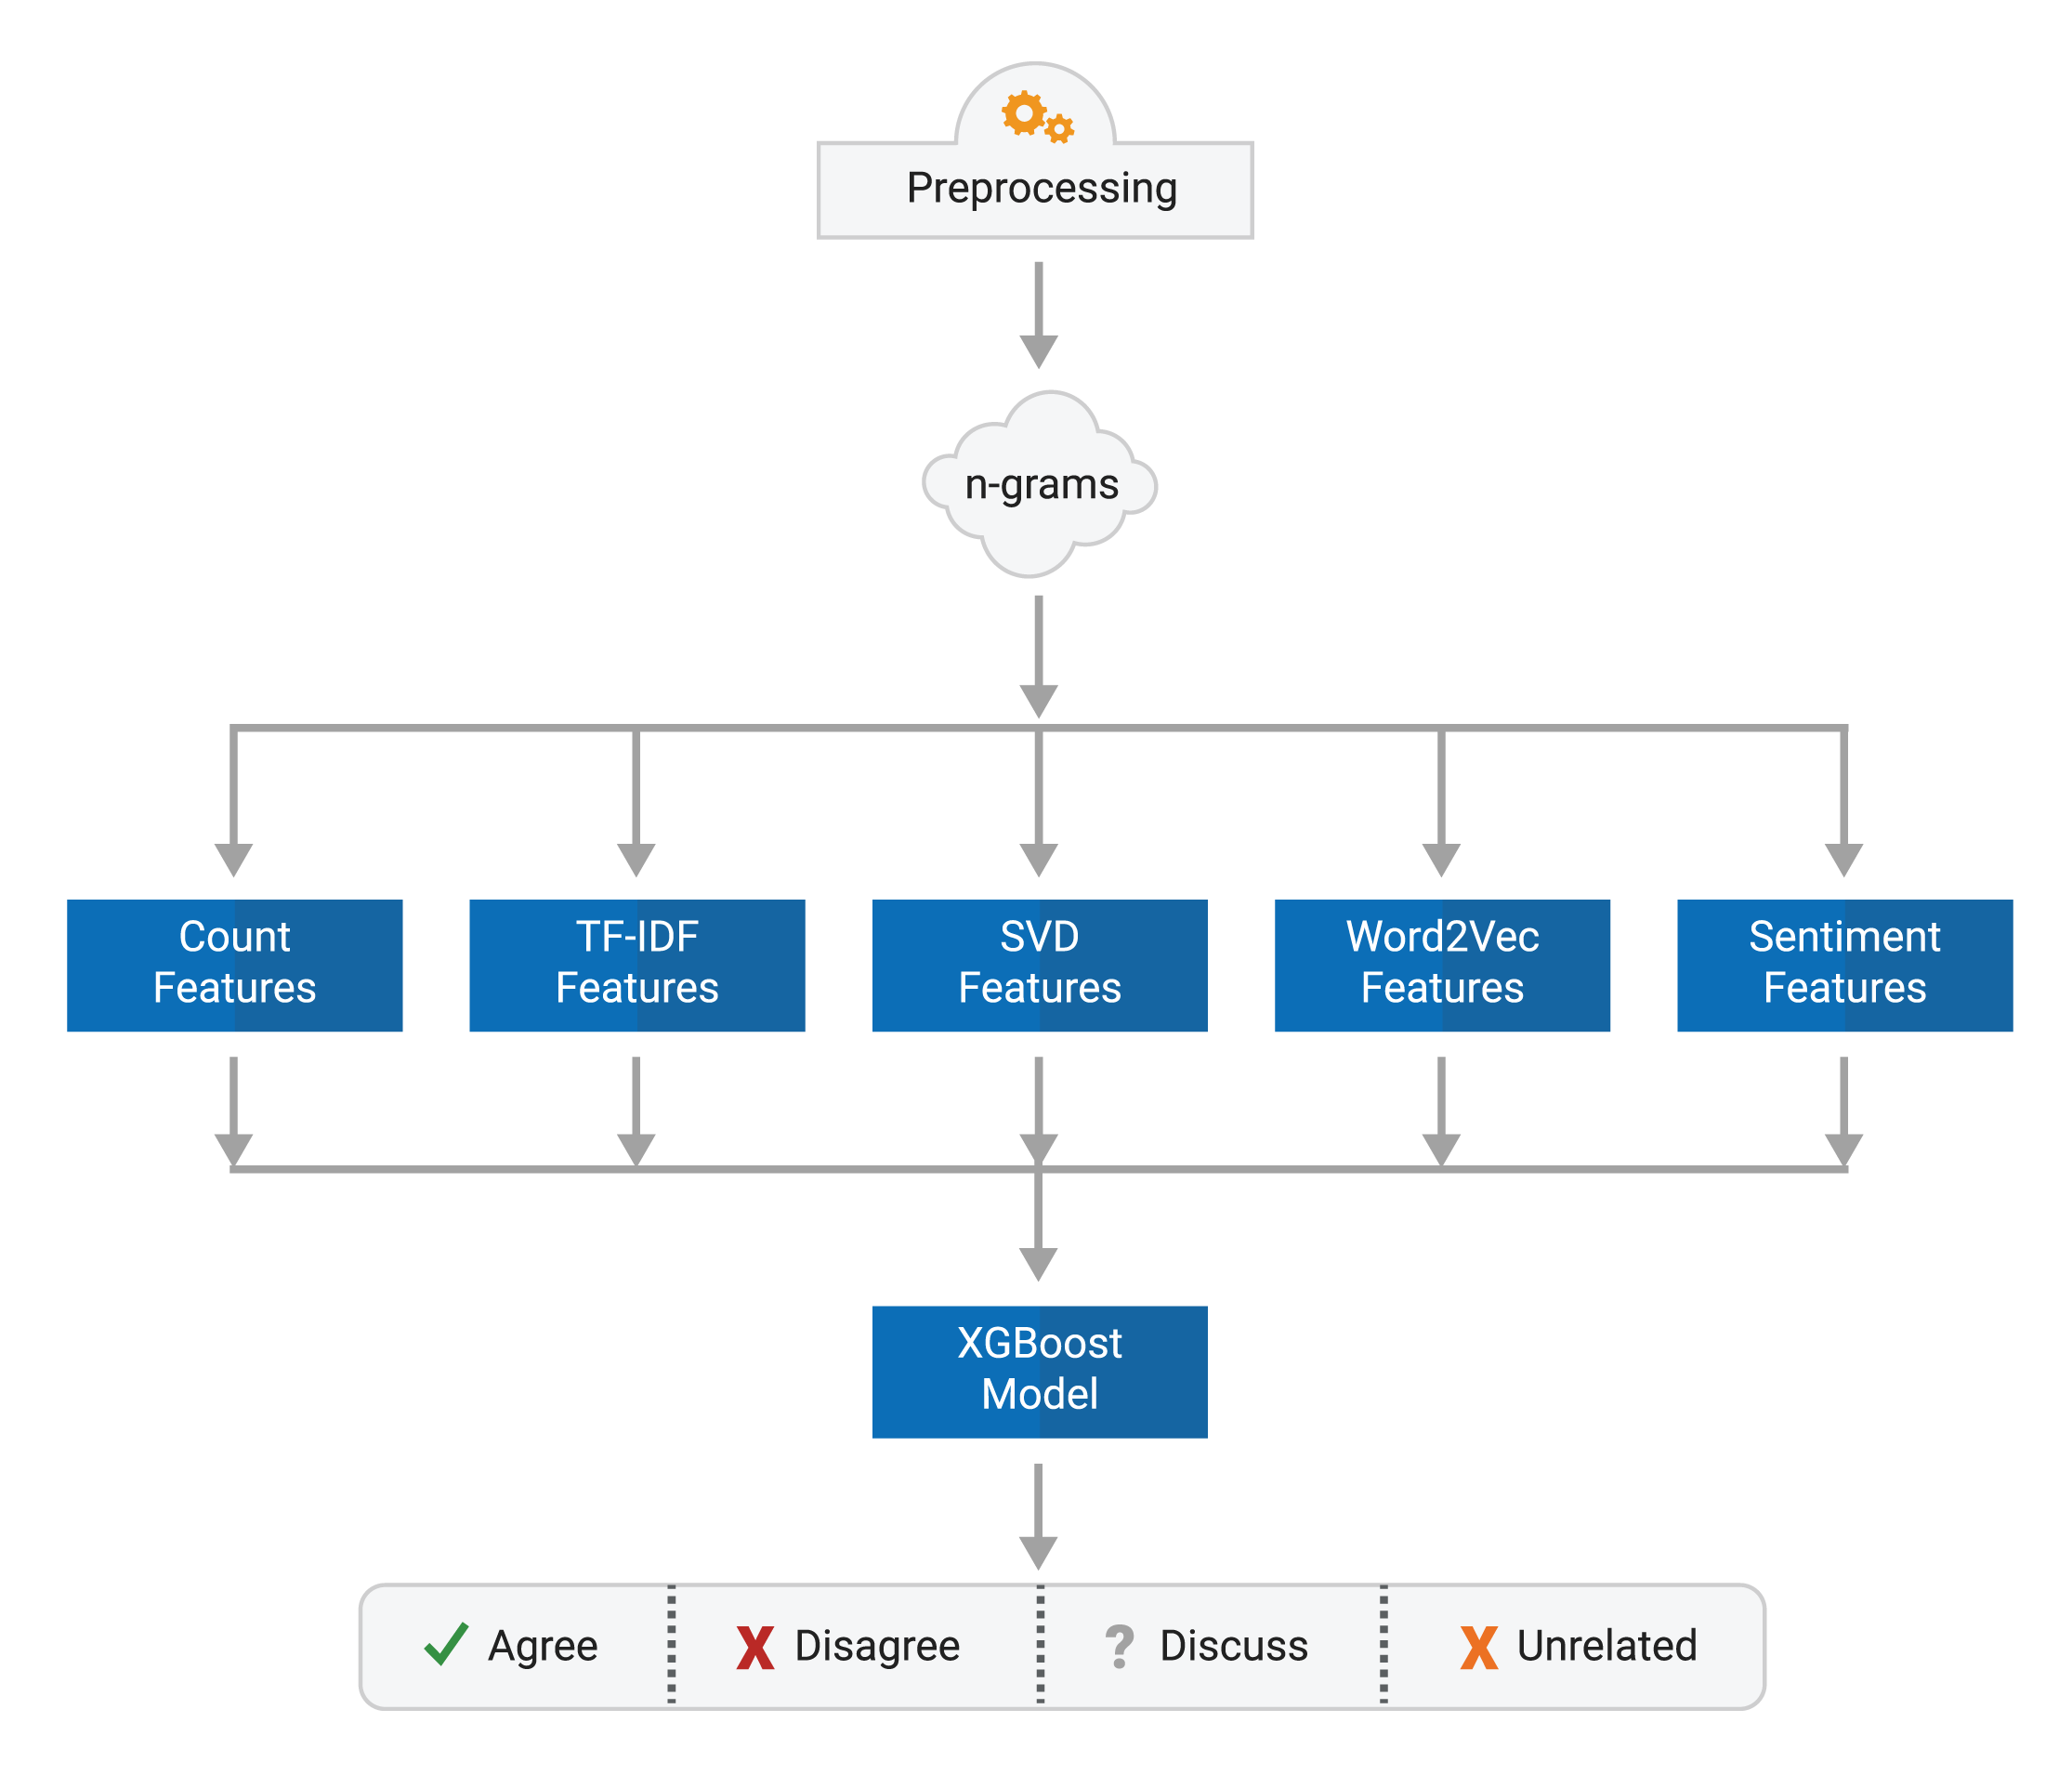 Preprocessing
n-grams
Count
Features
TF-IDF
Features
SVD
Features
Word2Vec
Features
Sentiment
Features
XGBoost
Model
Agree
X Disagree
? Discuss
X Unrelated